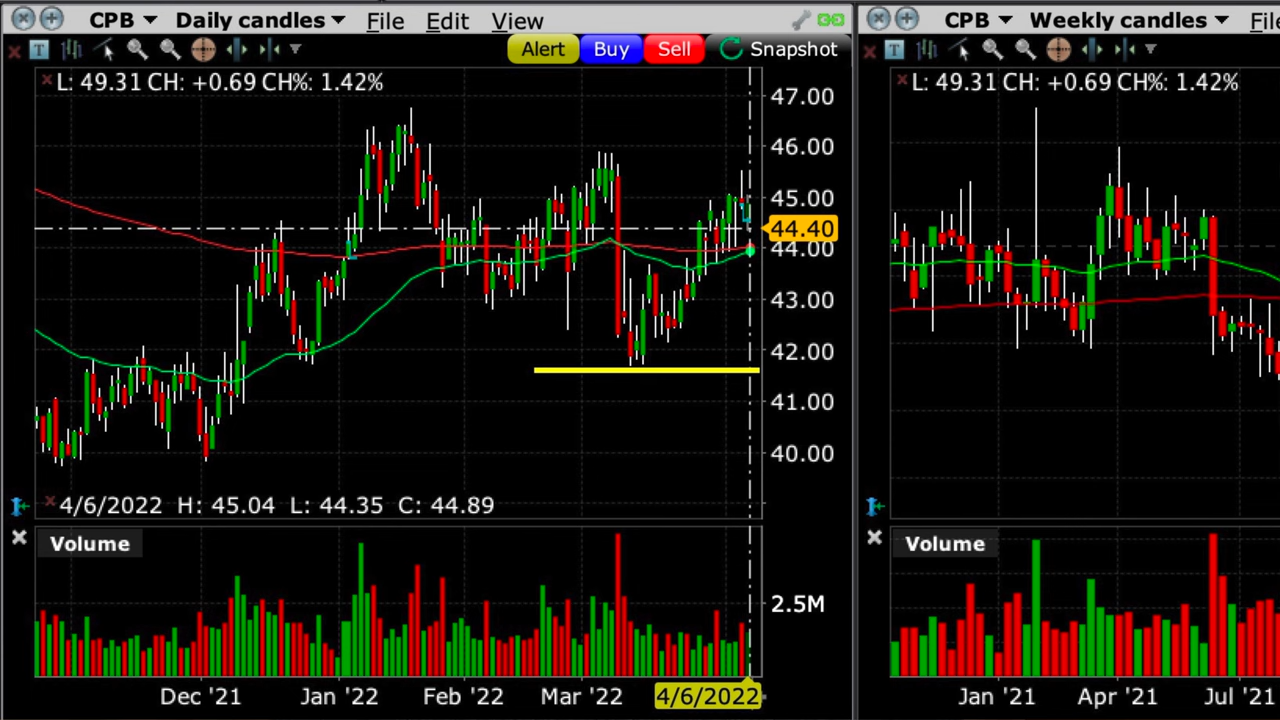 CPB Daily candles File Edit View
T Alert Buy Sell Snapshot
L: 49.31 CH: +0.69 CH%: 1.42%
47.00
46.00
45.00
44.40
44.00
43.00
42.00
41.00
40.00
4/6/2022 H: 45.04 L: 44.35 C: 44.89
Volume
2.5M
Dec '21 Jan '22 Feb '22 Mar '22 4/6/2022
CPB Weekly candles File
T
L: 49.31 CH: +0.69 CH%: 1.42%
Volume
Jan '21 Apr '21 Jul '21